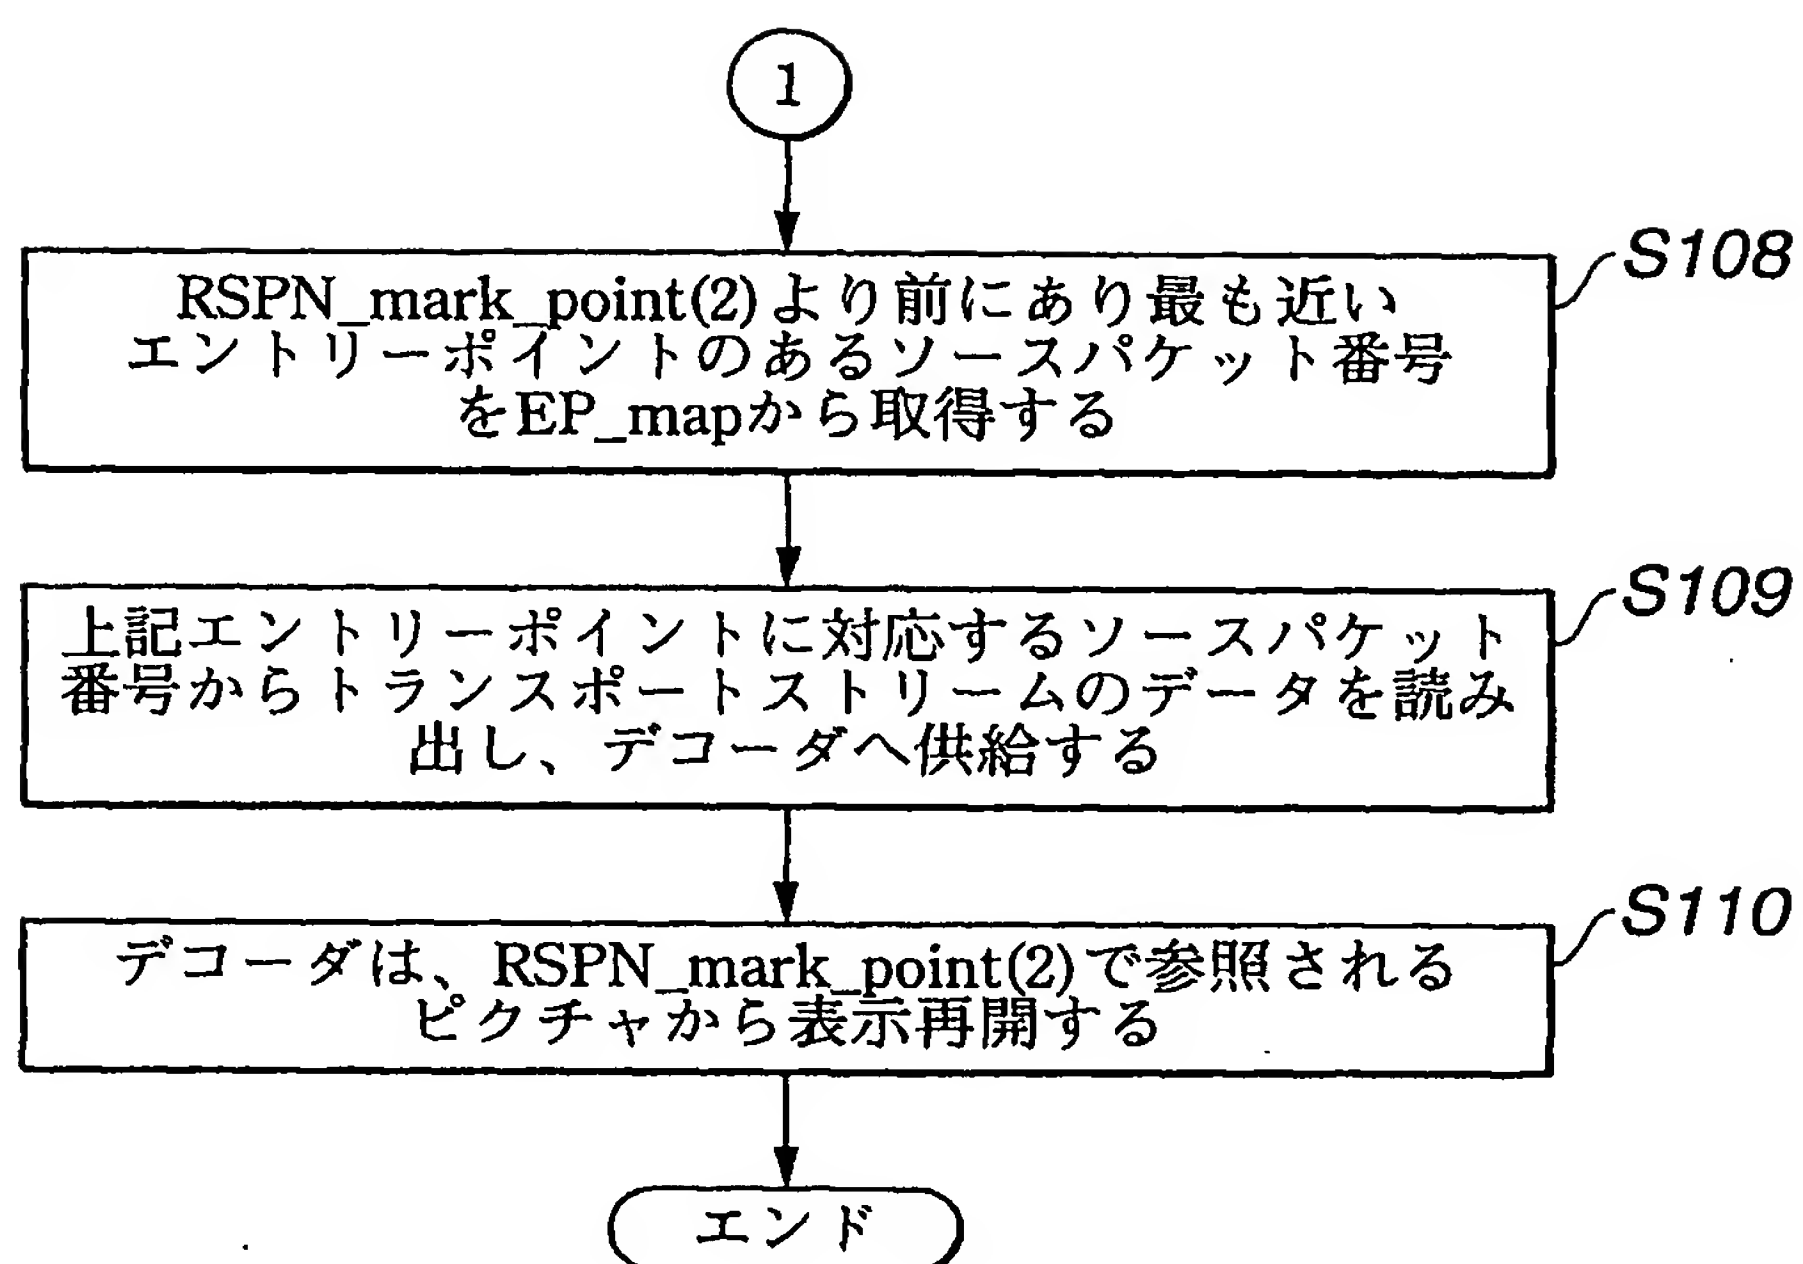 1
S108
RSPN_mark_point(2)より前にあり最も近い
エントリーポイントのあるソースパケット番号
をEP_mapから取得する
S109
上記エントリーポイントに対応するソースパケット
番号からトランスポートストリームのデータを読み
出し、デコーダへ供給する
S110
デコーダは、RSPN_mark_point(2)で参照される
ピクチャから表示再開する
エンド